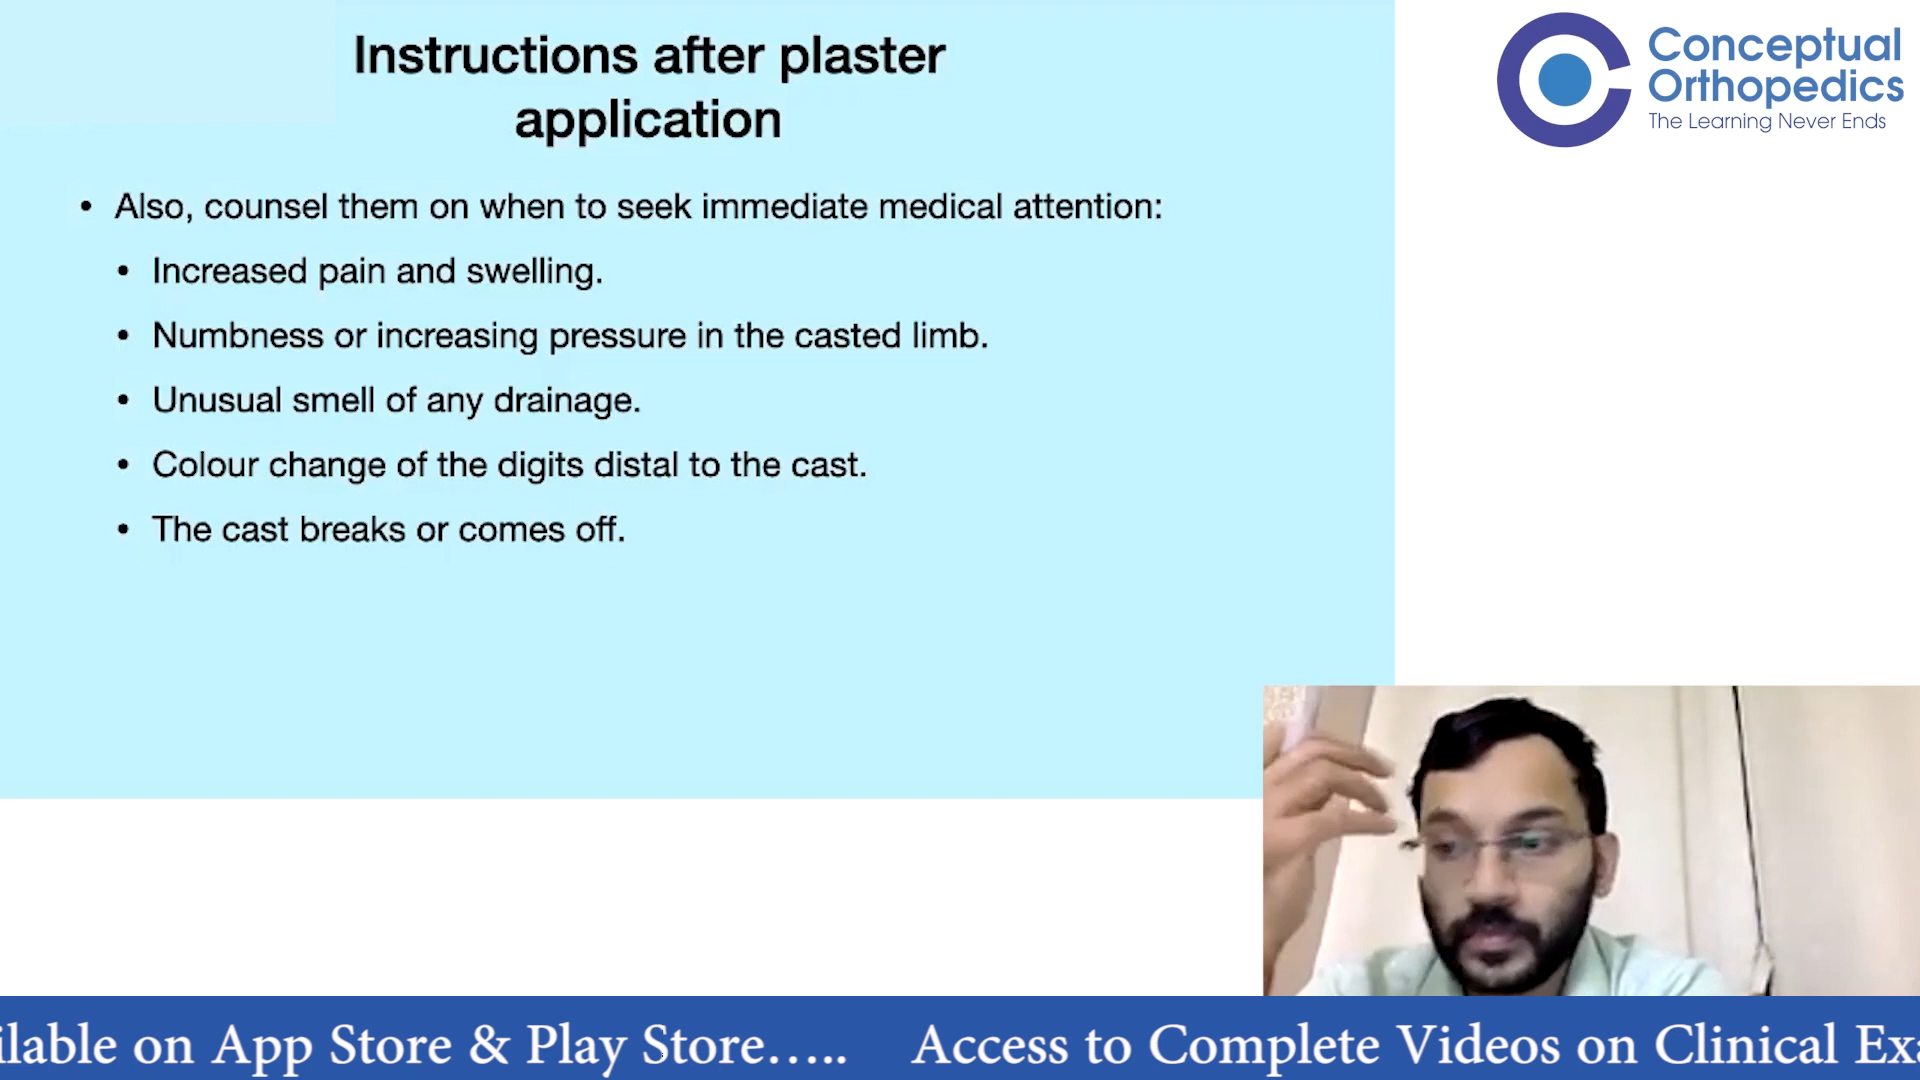 Instructions after plaster
application
• Also, counsel them on when to seek immediate medical attention:
• Increased pain and swelling.
• Numbness or increasing pressure in the casted limb.
• Unusual smell of any drainage.
• Colour change of the digits distal to the cast.
• The cast breaks or comes off.
Conceptual
Orthopedics
The Learning Never Ends
ilable on App Store & Play Store..... Access to Complete Videos on Clinical Exa